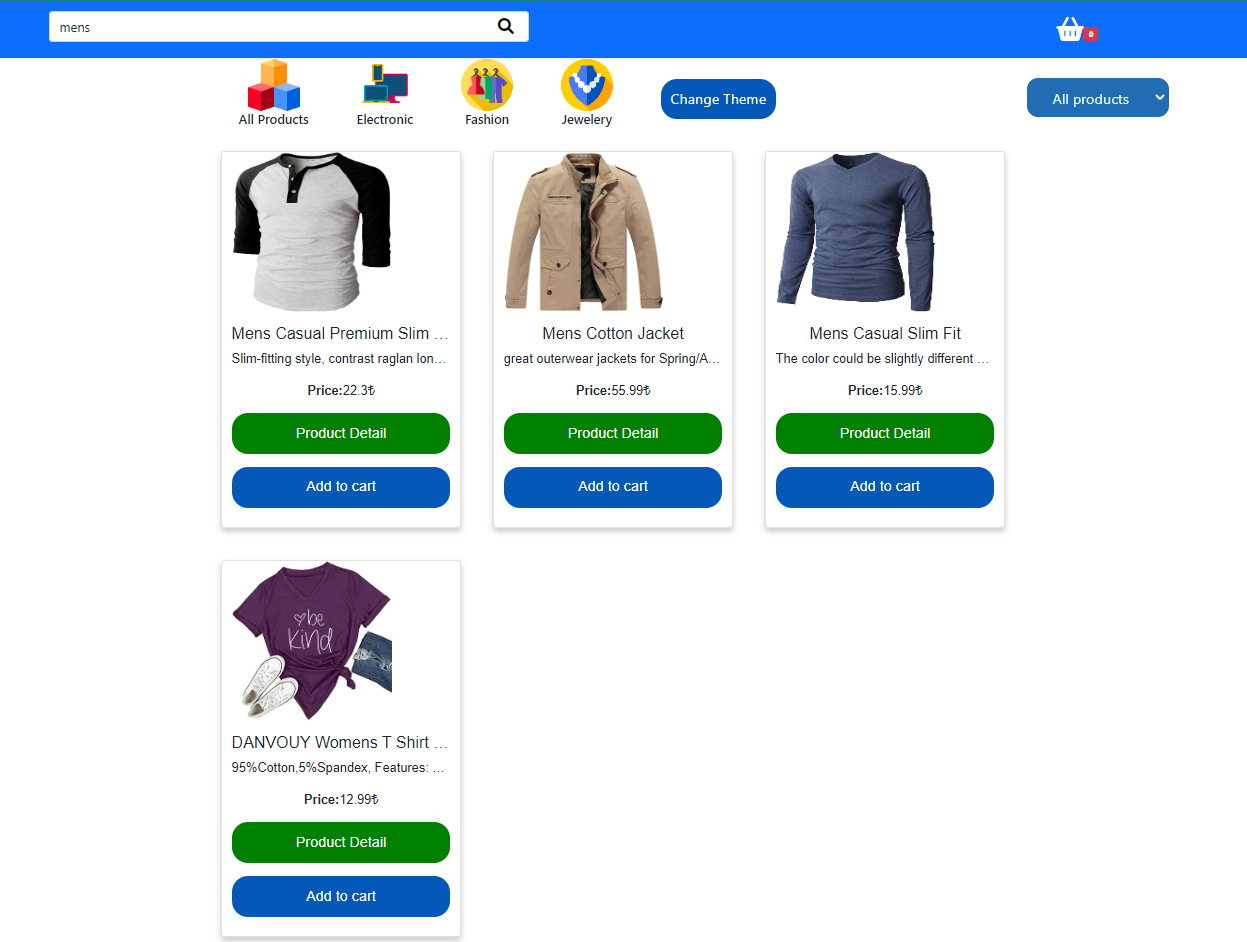 mens
0
All Products
Electronic
Fashion
Jewelery
Change Theme
All products
Mens Casual Premium Slim ...
Slim-fitting style, contrast raglan lon...
Price:22.3₺
Product Detail
Add to cart
Mens Cotton Jacket
great outerwear jackets for Spring/A...
Price:55.99₺
Product Detail
Add to cart
Mens Casual Slim Fit
The color could be slightly different ...
Price:15.99₺
Product Detail
Add to cart
be
kind
DANVOUY Womens T Shirt ...
95%Cotton,5%Spandex, Features: ...
Price:12.99₺
Product Detail
Add to cart